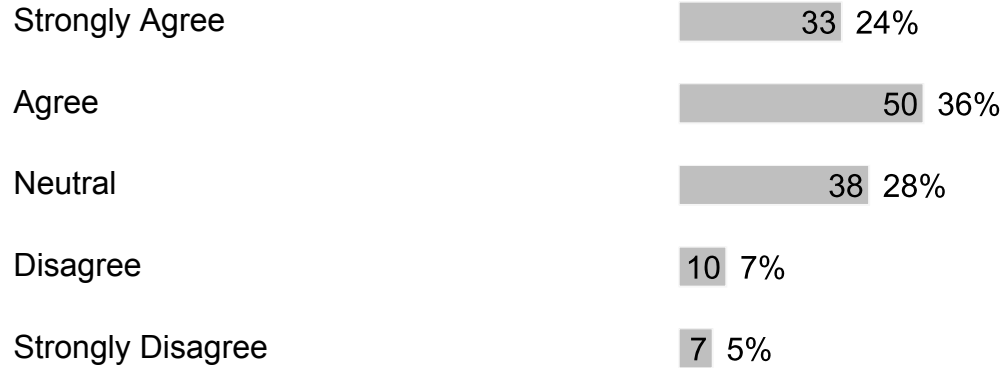 Strongly Agree 33 24%
Agree 50 36%
Neutral 38 28%
Disagree 10 7%
Strongly Disagree 7 5%